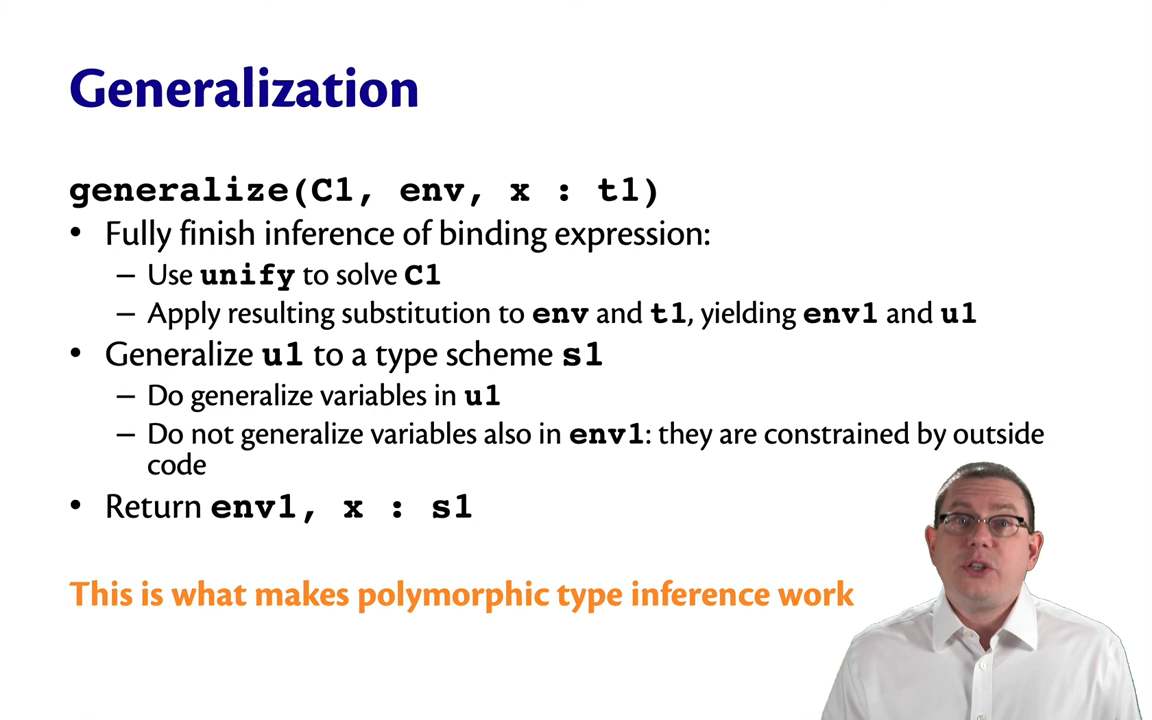 Generalization
generalize(C1, env, x : t1)
• Fully finish inference of binding expression:
– Use unify to solve C1
– Apply resulting substitution to env and t1, yielding env1 and u1
• Generalize u1 to a type scheme s1
– Do generalize variables in u1
– Do not generalize variables also in env1: they are constrained by outside
code
• Return env1, x : s1
This is what makes polymorphic type inference work